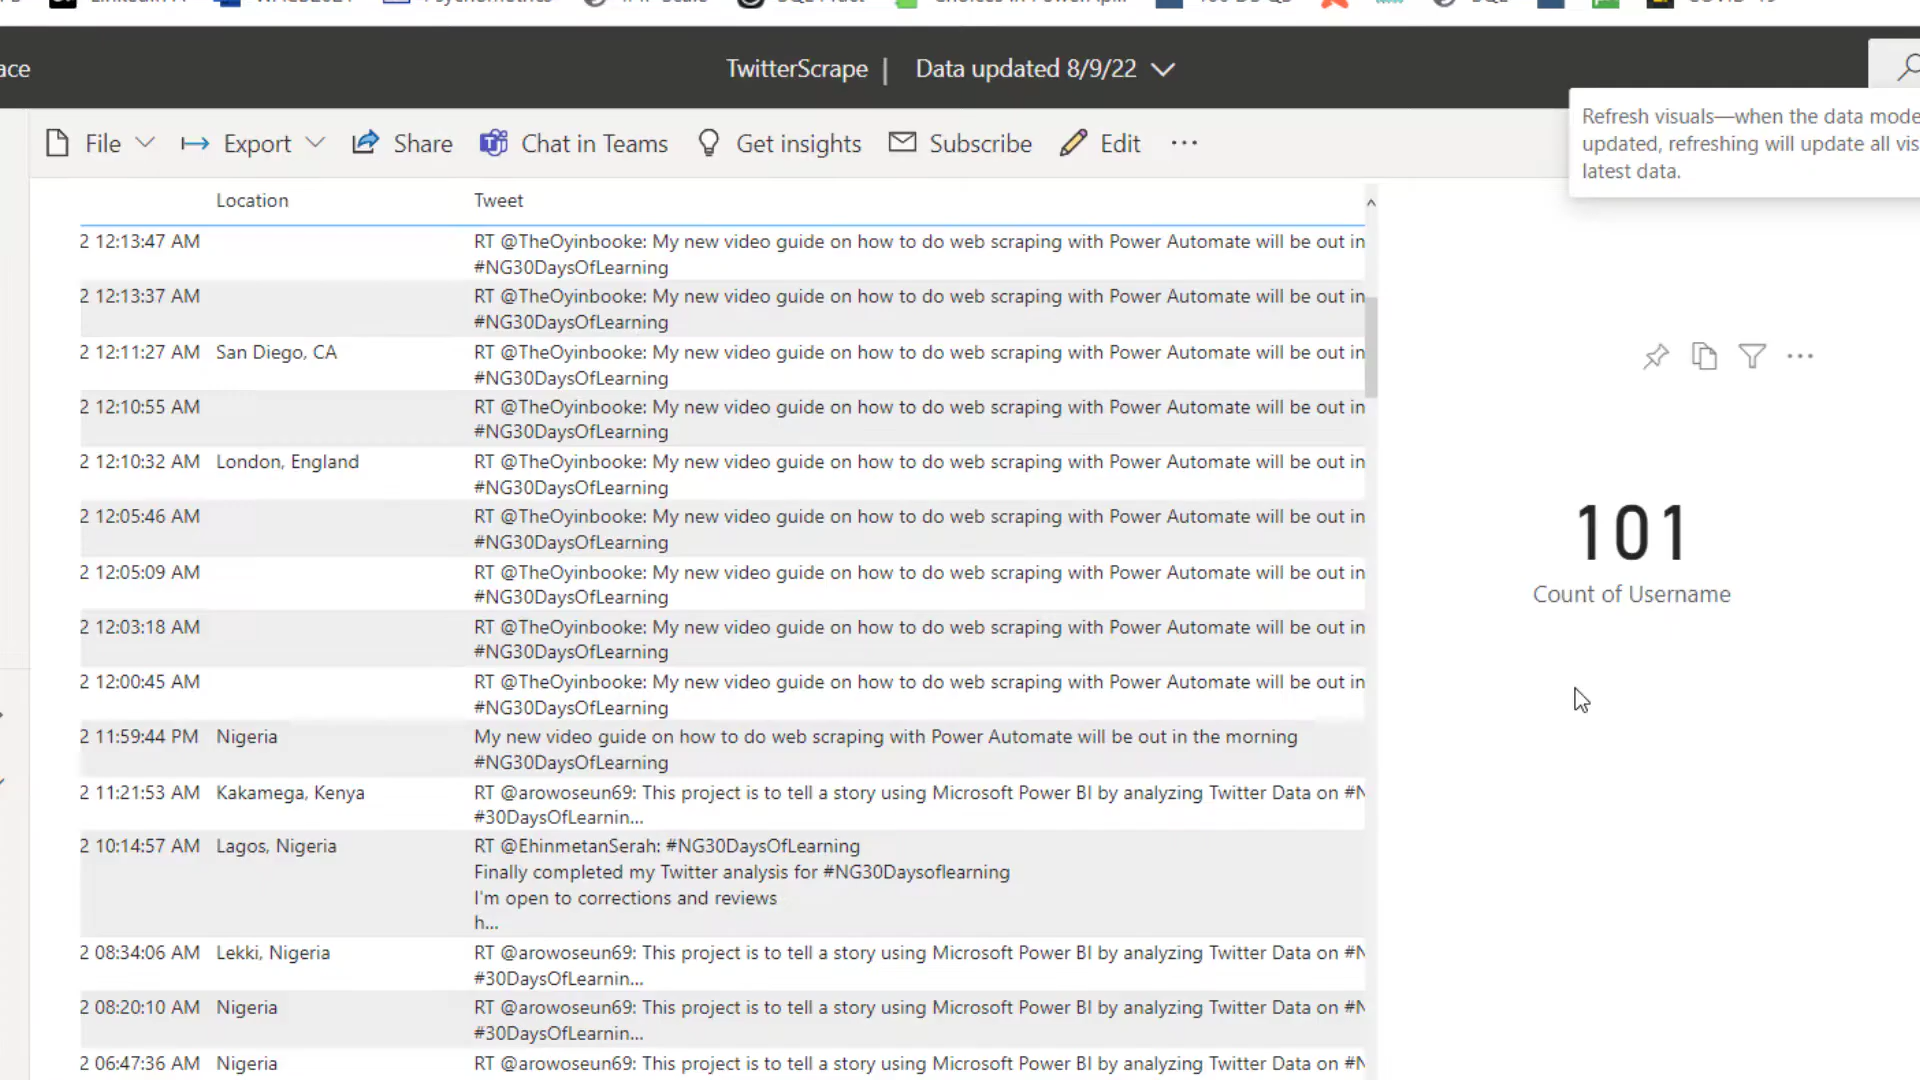 TwitterScrape | Data updated 8/9/22
Refresh visuals—when the data mode
updated, refreshing will update all vis
latest data.
File Export Share Chat in Teams Get insights Subscribe Edit ...
Location Tweet
2 12:13:47 AM RT @TheOyinbooke: My new video guide on how to do web scraping with Power Automate will be out in
#NG30DaysOfLearning
2 12:13:37 AM RT @TheOyinbooke: My new video guide on how to do web scraping with Power Automate will be out in
#NG30DaysOfLearning
2 12:11:27 AM San Diego, CA RT @TheOyinbooke: My new video guide on how to do web scraping with Power Automate will be out in
#NG30DaysOfLearning
2 12:10:55 AM RT @TheOyinbooke: My new video guide on how to do web scraping with Power Automate will be out in
#NG30DaysOfLearning
2 12:10:32 AM London, England RT @TheOyinbooke: My new video guide on how to do web scraping with Power Automate will be out in
#NG30DaysOfLearning
2 12:05:46 AM RT @TheOyinbooke: My new video guide on how to do web scraping with Power Automate will be out in
#NG30DaysOfLearning
2 12:05:09 AM RT @TheOyinbooke: My new video guide on how to do web scraping with Power Automate will be out in
#NG30DaysOfLearning
2 12:03:18 AM RT @TheOyinbooke: My new video guide on how to do web scraping with Power Automate will be out in
#NG30DaysOfLearning
2 12:00:45 AM RT @TheOyinbooke: My new video guide on how to do web scraping with Power Automate will be out in
#NG30DaysOfLearning
2 11:59:44 PM Nigeria My new video guide on how to do web scraping with Power Automate will be out in the morning
#NG30DaysOfLearning
2 11:21:53 AM Kakamega, Kenya RT @arowoseun69: This project is to tell a story using Microsoft Power BI by analyzing Twitter Data on #N
#30DaysOfLearnin...
2 10:14:57 AM Lagos, Nigeria RT @EhinmetanSerah: #NG30DaysOfLearning
Finally completed my Twitter analysis for #NG30Daysoflearning
I'm open to corrections and reviews
h...
2 08:34:06 AM Lekki, Nigeria RT @arowoseun69: This project is to tell a story using Microsoft Power BI by analyzing Twitter Data on #N
#30DaysOfLearnin...
2 08:20:10 AM Nigeria RT @arowoseun69: This project is to tell a story using Microsoft Power BI by analyzing Twitter Data on #N
#30DaysOfLearnin...
2 06:47:36 AM Nigeria RT @arowoseun69: This project is to tell a story using Microsoft Power BI by analyzing Twitter Data on #N
101
Count of Username